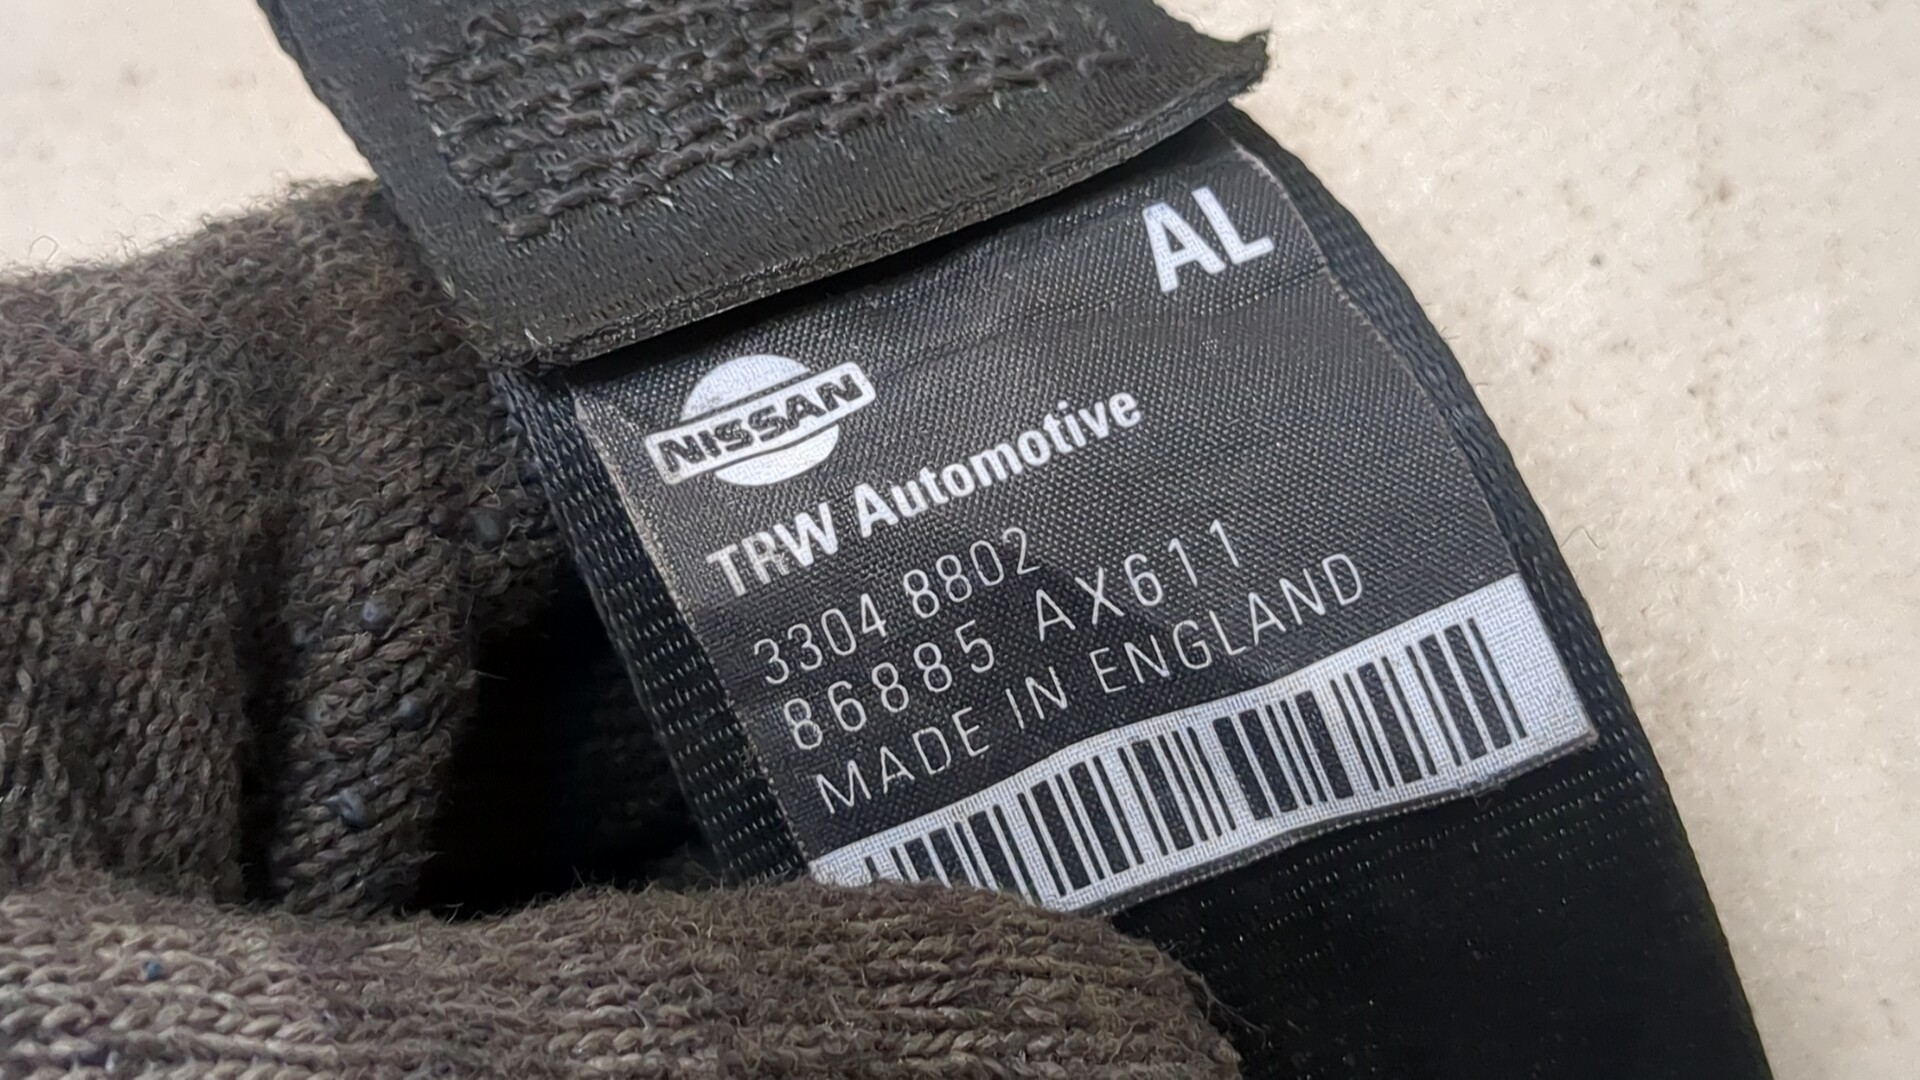 AL
NISSAN
TRW Automotive
3304 8802
86885 AX611
MADE IN ENGLAND